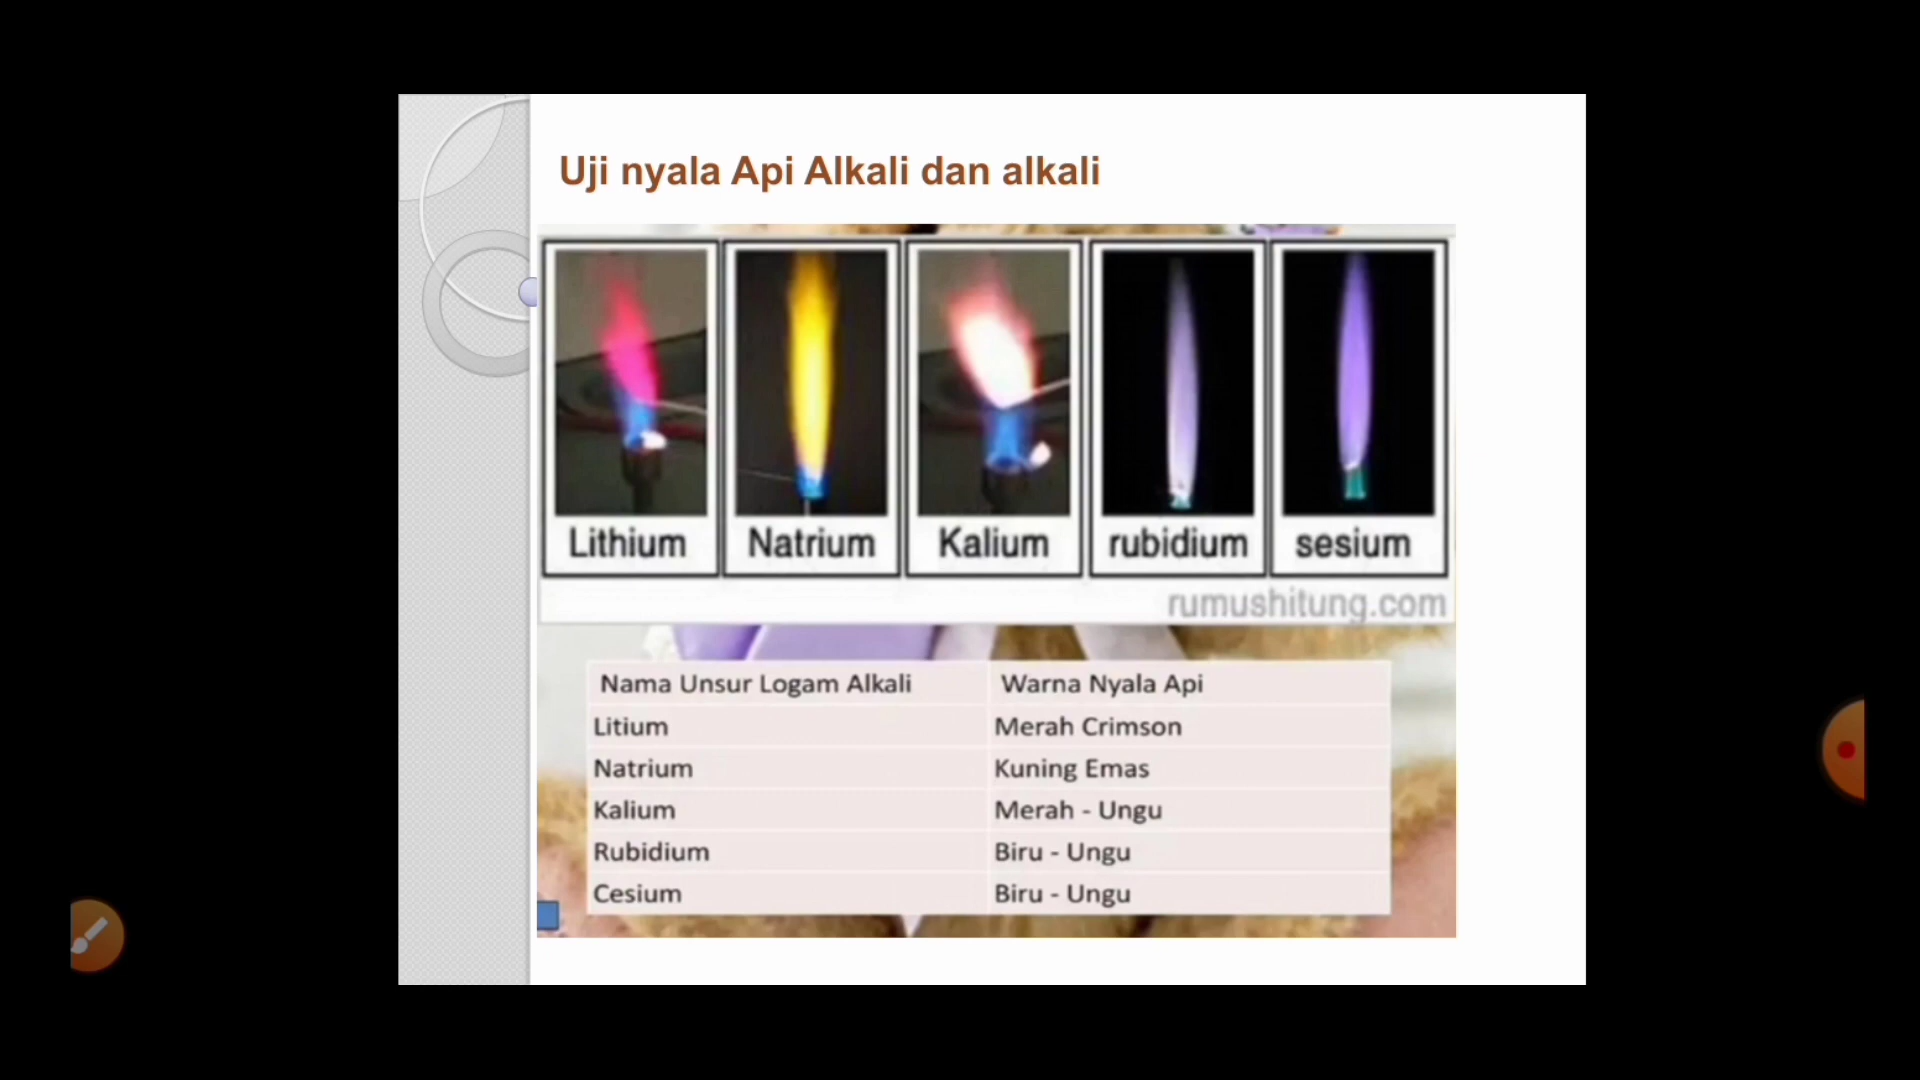 Uji nyala Api Alkali dan alkali
Lithium
Natrium
Kalium
rubidium
sesium
rumushitung.com
Nama Unsur Logam Alkali Warna Nyala Api
Litium Merah Crimson
Natrium Kuning Emas
Kalium Merah - Ungu
Rubidium Biru - Ungu
Cesium Biru - Ungu